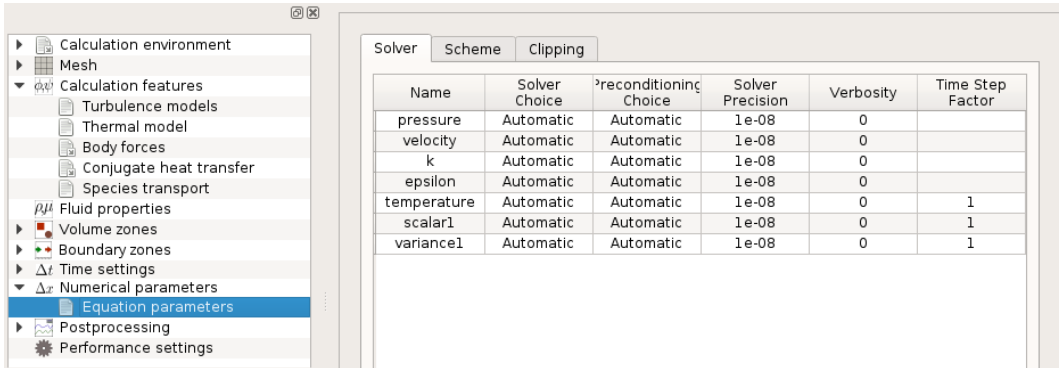 Calculation environment
Mesh
φ,ψ Calculation features
Turbulence models
Thermal model
Body forces
Conjugate heat transfer
Species transport
ρ,μ Fluid properties
Volume zones
Boundary zones
Δt Time settings
Δx Numerical parameters
Equation parameters
Postprocessing
Performance settings
Solver Scheme Clipping
Name Solver Choice Preconditioning Choice Solver Precision Verbosity Time Step Factor
pressure Automatic Automatic 1e-08 0
velocity Automatic Automatic 1e-08 0
k Automatic Automatic 1e-08 0
epsilon Automatic Automatic 1e-08 0
temperature Automatic Automatic 1e-08 0 1
scalar1 Automatic Automatic 1e-08 0 1
variance1 Automatic Automatic 1e-08 0 1